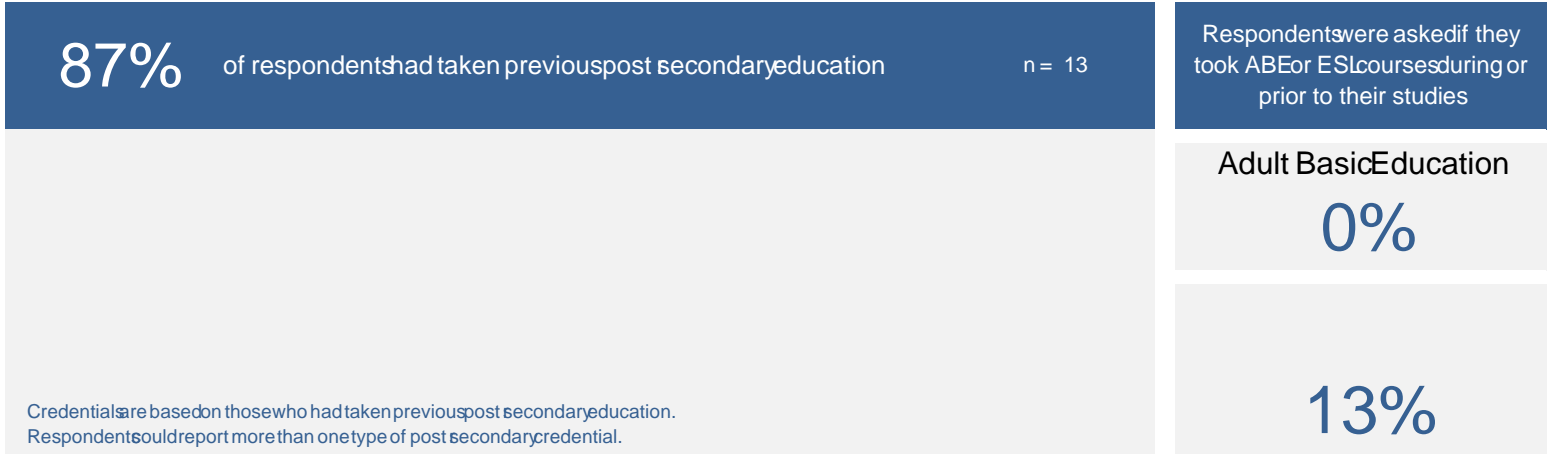 87% of respondents had taken previous post secondary education n = 13
Respondents were asked if they
took ABE or ESL courses during or
prior to their studies
Adult Basic Education
0%
13%
Credentials are based on those who had taken previous post secondary education.
Respondents could report more than one type of post secondary credential.